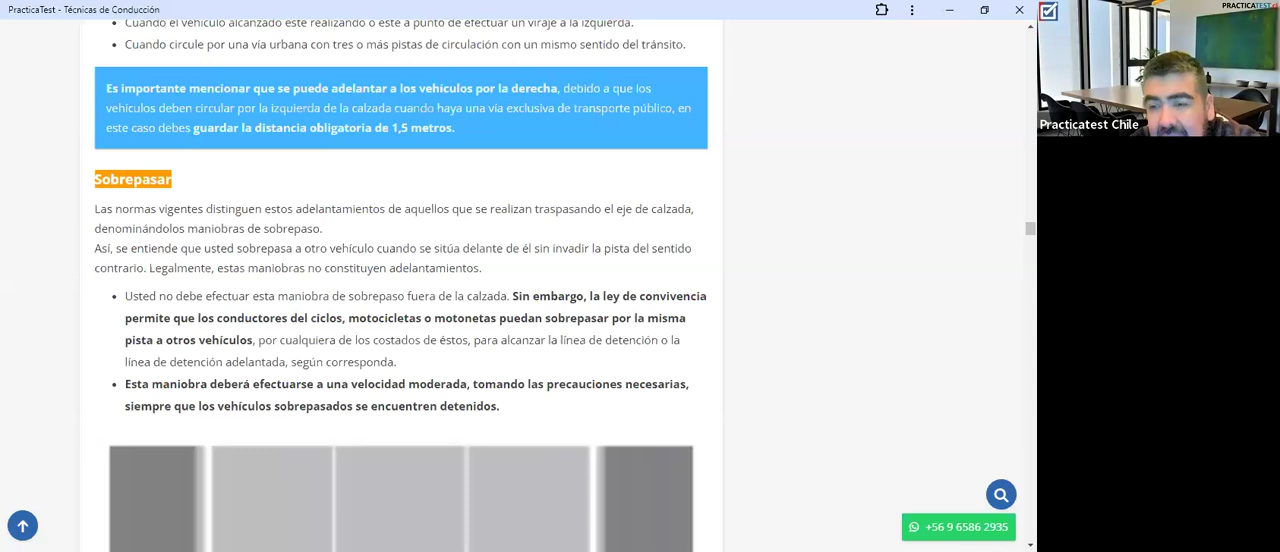 PracticaTest - Técnicas de Conducción
PRACTICATEST
Cuando el vehículo alcanzado esté realizando o esté a punto de efectuar un viraje a la izquierda.
Cuando circule por una vía urbana con tres o más pistas de circulación con un mismo sentido del tránsito.
Es importante mencionar que se puede adelantar a los vehículos por la derecha, debido a que los
vehículos deben circular por la izquierda de la calzada cuando haya una vía exclusiva de transporte público, en
este caso debes guardar la distancia obligatoria de 1,5 metros.
Practicatest Chile
Sobrepasar
Las normas vigentes distinguen estos adelantamientos de aquellos que se realizan traspasando el eje de calzada,
denominándolos maniobras de sobrepaso.
Así, se entiende que usted sobrepasa a otro vehículo cuando se sitúa delante de él sin invadir la pista del sentido
contrario. Legalmente, estas maniobras no constituyen adelantamientos.
Usted no debe efectuar esta maniobra de sobrepaso fuera de la calzada. Sin embargo, la ley de convivencia
permite que los conductores del ciclos, motocicletas o motonetas puedan sobrepasar por la misma
pista a otros vehículos, por cualquiera de los costados de éstos, para alcanzar la línea de detención o la
línea de detención adelantada, según corresponda.
Esta maniobra deberá efectuarse a una velocidad moderada, tomando las precauciones necesarias,
siempre que los vehículos sobrepasados se encuentren detenidos.
+56 9 6586 2935